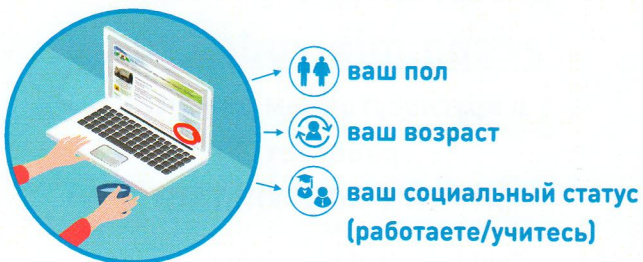 ваш пол
ваш возраст
ваш социальный статус
(работаете/учитесь)